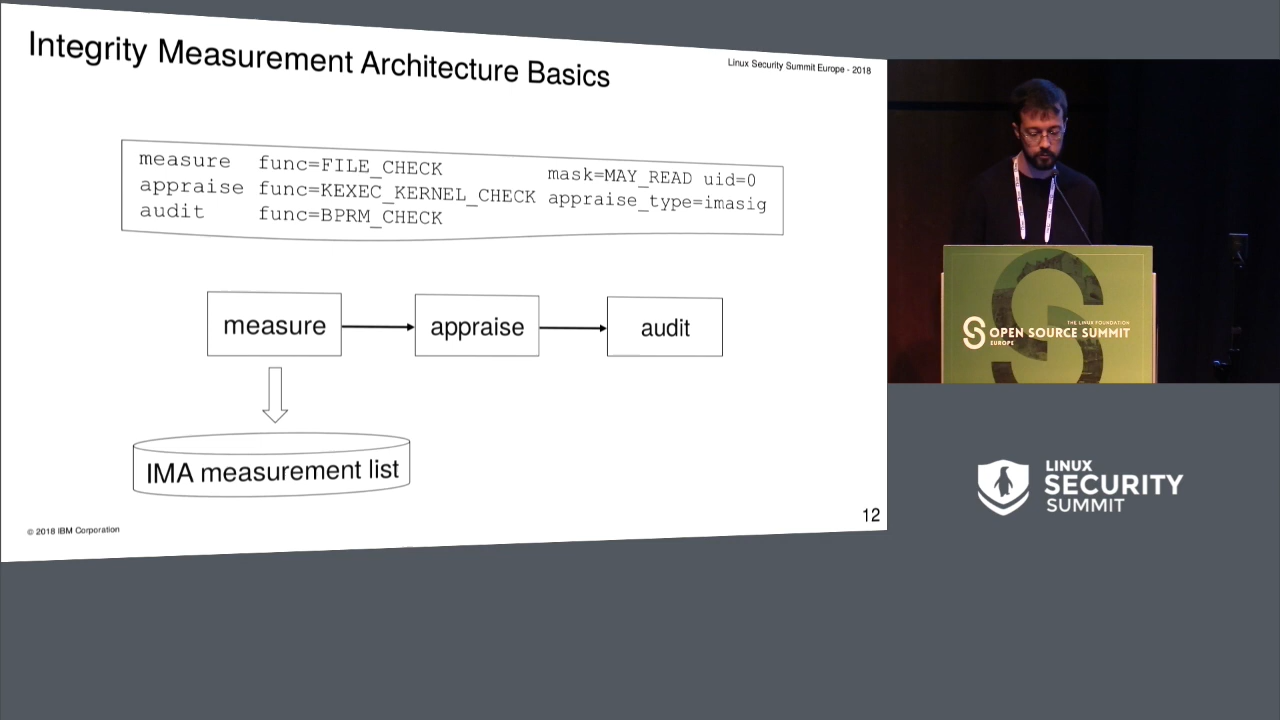 Integrity Measurement Architecture Basics
Linux Security Summit Europe - 2018
measure func=FILE_CHECK mask=MAY_READ uid=0
appraise func=KEXEC_KERNEL_CHECK appraise_type=imasig
audit func=BPRM_CHECK
measure
appraise
audit
IMA measurement list
© 2018 IBM Corporation
12
THE LINUX FOUNDATION
OPEN SOURCE SUMMIT
EUROPE
LINUX
SECURITY
SUMMIT